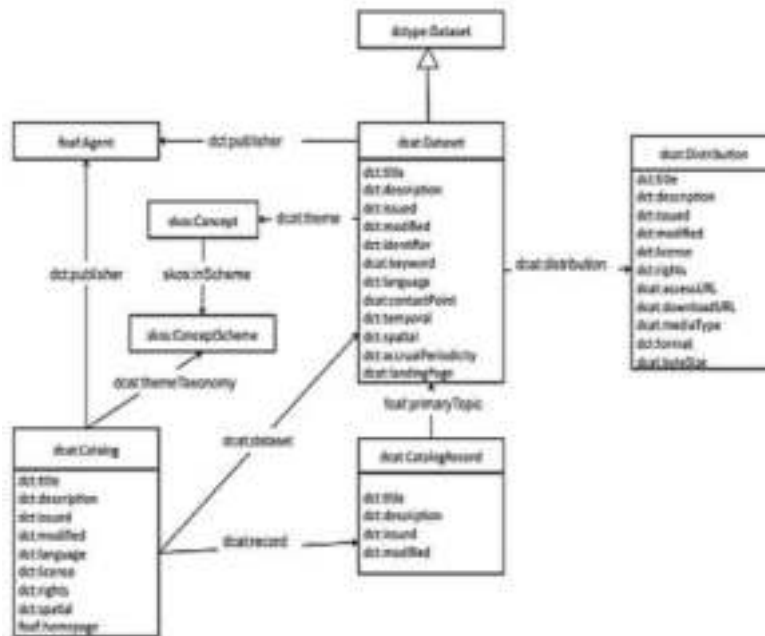 dctype:Dataset
foaf:Agent
dct:publisher
dcat:Dataset
dct:title
dct:description
dct:issued
dct:modified
dct:identifier
dcat:keyword
dct:language
dcat:contactPoint
dct:temporal
dct:spatial
dct:accrualPeriodicity
dcat:landingPage
dcat:Distribution
dct:title
dct:description
dct:issued
dct:modified
dct:license
dct:rights
dcat:accessURL
dcat:downloadURL
dcat:mediaType
dct:format
dcat:byteSize
skos:Concept
dcat:theme
dct:publisher
skos:inScheme
dcat:distribution
skos:ConceptScheme
dcat:themeTaxonomy
foaf:primaryTopic
dcat:Catalog
dct:title
dct:description
dct:issued
dct:modified
dct:language
dct:license
dct:rights
dct:spatial
foaf:homepage
dcat:dataset
dcat:CatalogRecord
dct:title
dct:description
dct:issued
dct:modified
dcat:record